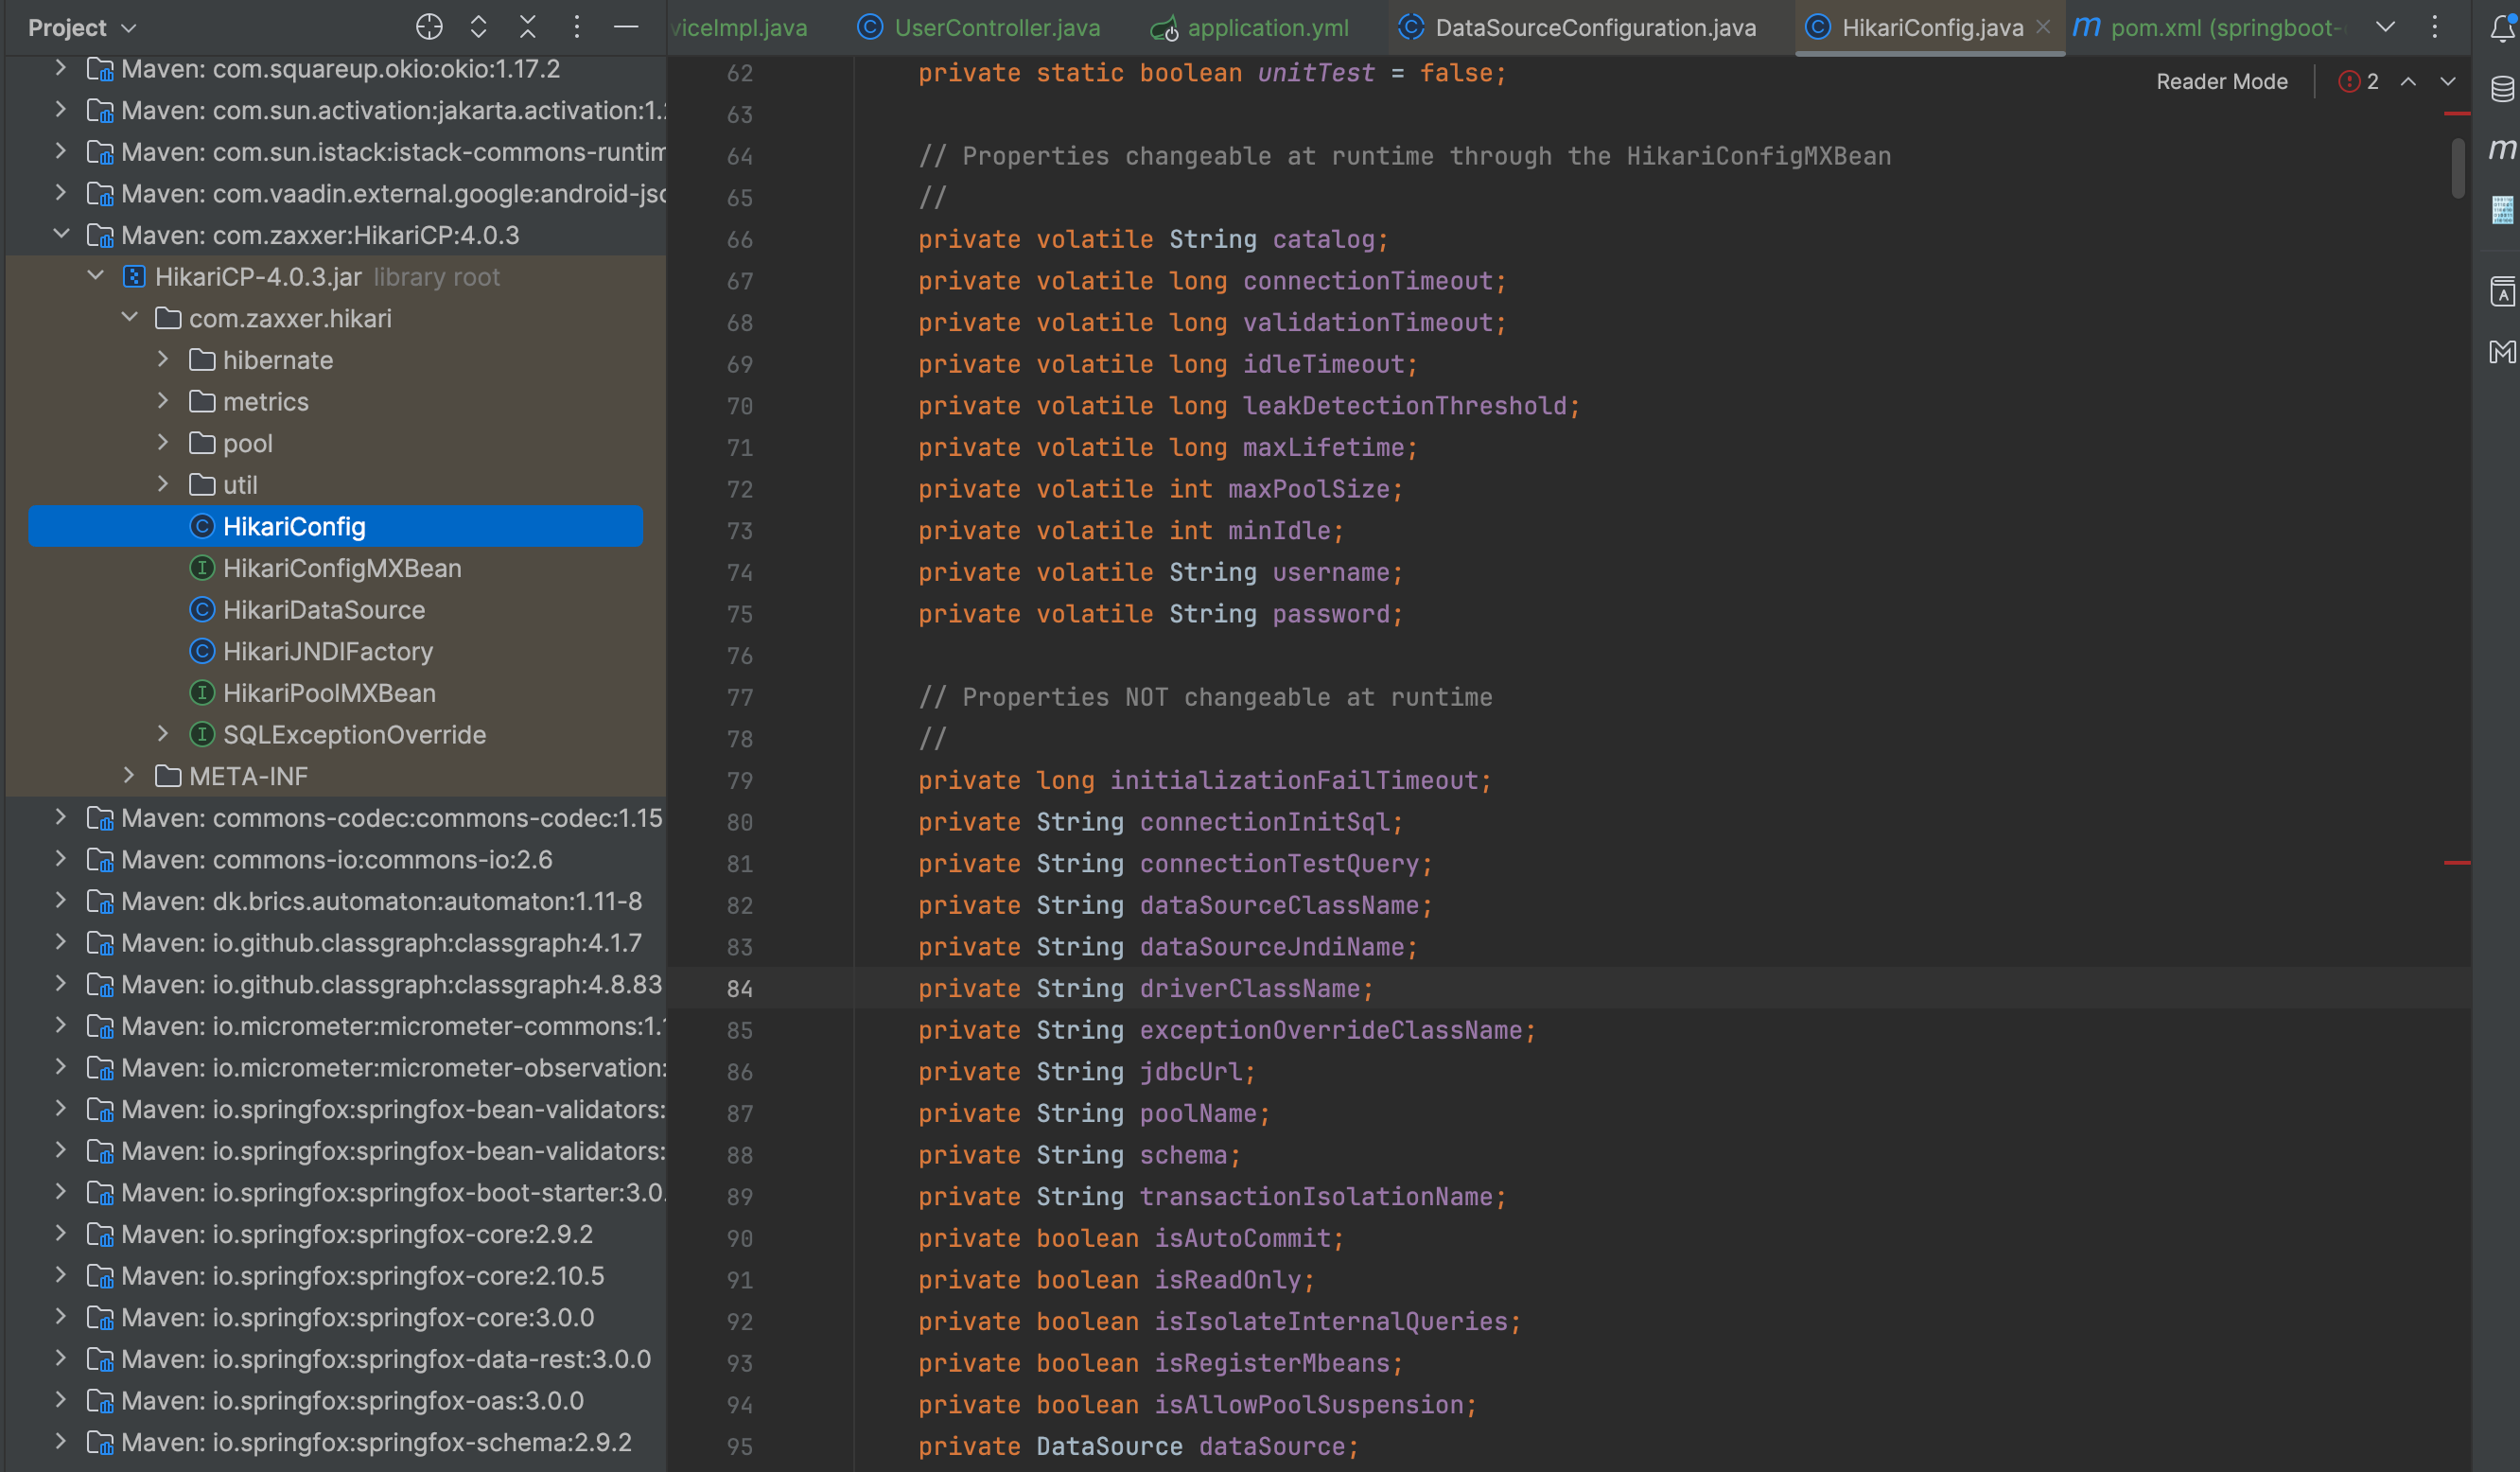 Project
Maven: com.squareup.okio:okio:1.17.2
Maven: com.sun.activation:jakarta.activation:1.
Maven: com.sun.istack:istack-commons-runtim
Maven: com.vaadin.external.google:android-jso
Maven: com.zaxxer:HikariCP:4.0.3
HikariCP-4.0.3.jar library root
com.zaxxer.hikari
hibernate
metrics
pool
util
HikariConfig
HikariConfigMXBean
HikariDataSource
HikariJNDIFactory
HikariPoolMXBean
SQLExceptionOverride
META-INF
Maven: commons-codec:commons-codec:1.15
Maven: commons-io:commons-io:2.6
Maven: dk.brics.automaton:automaton:1.11-8
Maven: io.github.classgraph:classgraph:4.1.7
Maven: io.github.classgraph:classgraph:4.8.83
Maven: io.micrometer:micrometer-commons:1.
Maven: io.micrometer:micrometer-observation:
Maven: io.springfox:springfox-bean-validators:
Maven: io.springfox:springfox-bean-validators:
Maven: io.springfox:springfox-boot-starter:3.0.
Maven: io.springfox:springfox-core:2.9.2
Maven: io.springfox:springfox-core:2.10.5
Maven: io.springfox:springfox-core:3.0.0
Maven: io.springfox:springfox-data-rest:3.0.0
Maven: io.springfox:springfox-oas:3.0.0
Maven: io.springfox:springfox-schema:2.9.2
viceImpl.java UserController.java application.yml DataSourceConfiguration.java HikariConfig.java pom.xml (springboot-
Reader Mode 2
62 private static boolean unitTest = false;
63
64 // Properties changeable at runtime through the HikariConfigMXBean
65 //
66 private volatile String catalog;
67 private volatile long connectionTimeout;
68 private volatile long validationTimeout;
69 private volatile long idleTimeout;
70 private volatile long leakDetectionThreshold;
71 private volatile long maxLifetime;
72 private volatile int maxPoolSize;
73 private volatile int minIdle;
74 private volatile String username;
75 private volatile String password;
76
77 // Properties NOT changeable at runtime
78 //
79 private long initializationFailTimeout;
80 private String connectionInitSql;
81 private String connectionTestQuery;
82 private String dataSourceClassName;
83 private String dataSourceJndiName;
84 private String driverClassName;
85 private String exceptionOverrideClassName;
86 private String jdbcUrl;
87 private String poolName;
88 private String schema;
89 private String transactionIsolationName;
90 private boolean isAutoCommit;
91 private boolean isReadOnly;
92 private boolean isIsolateInternalQueries;
93 private boolean isRegisterMbeans;
94 private boolean isAllowPoolSuspension;
95 private DataSource dataSource;